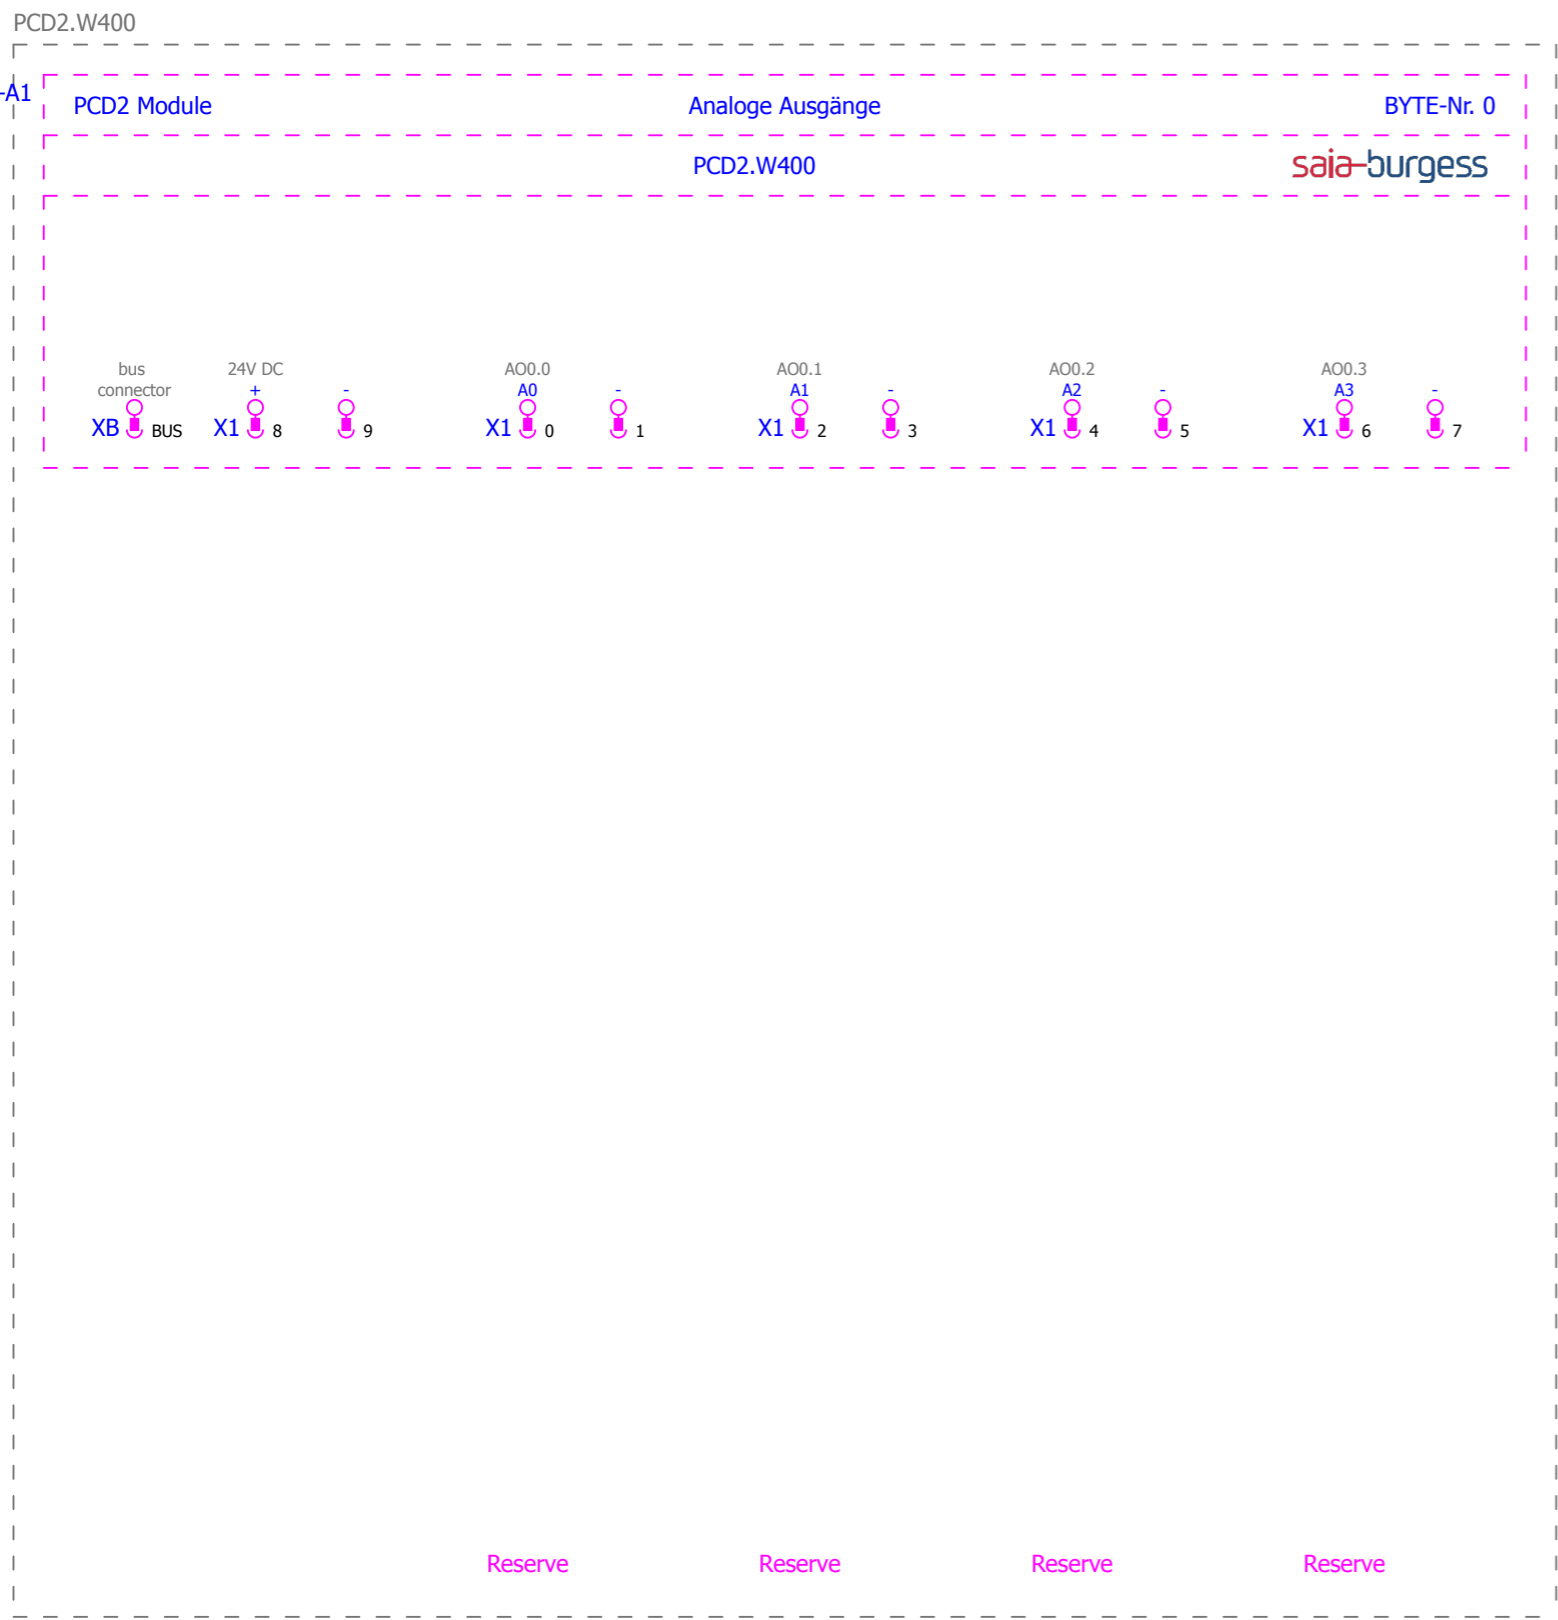 PCD2.W400
-A1
PCD2 Module Analoge Ausgänge BYTE-Nr. 0
PCD2.W400 saia-burgess
bus 24V DC AO0.0 AO0.1 AO0.2 AO0.3
connector + - A0 - A1 - A2 - A3 -
XB BUS X1 8 9 X1 0 1 X1 2 3 X1 4 5 X1 6 7
Reserve Reserve Reserve Reserve